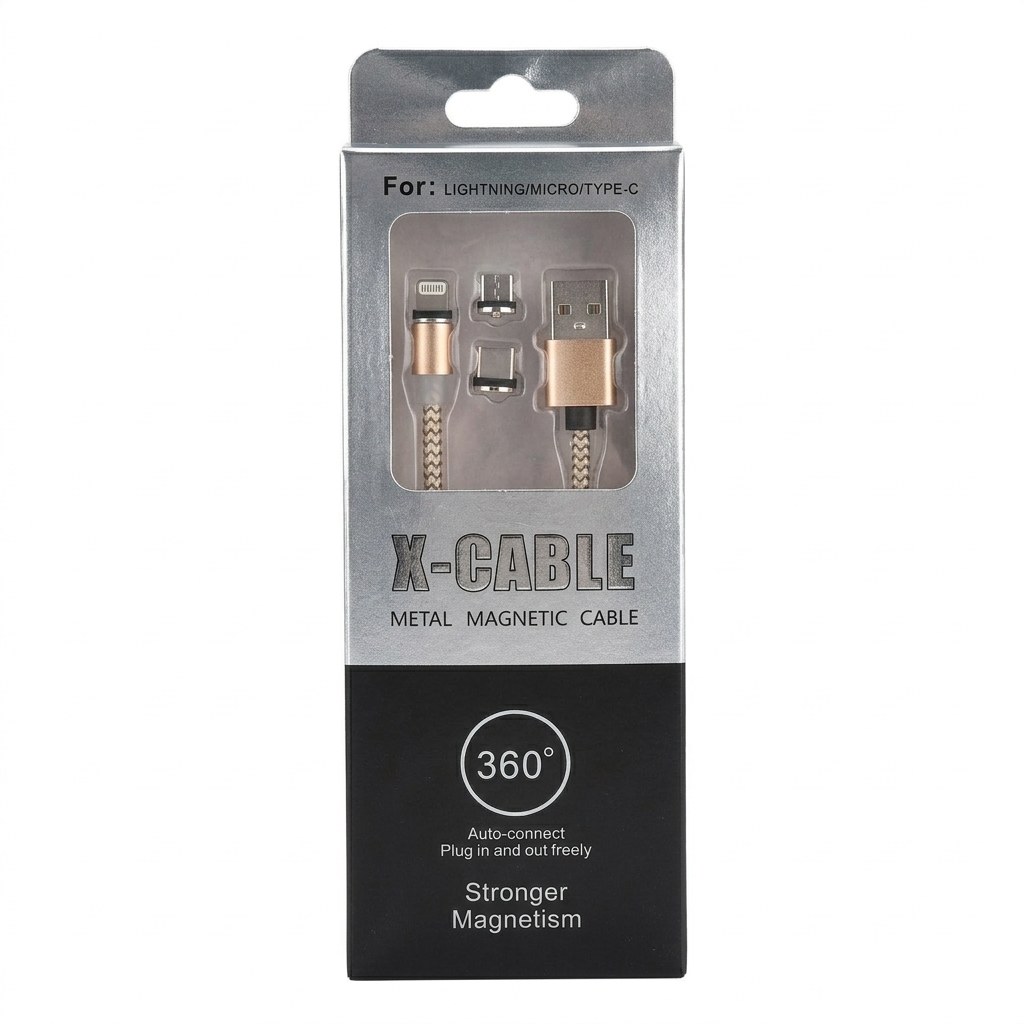 For: LIGHTNING/MICRO/TYPE-C
X-CABLE
METAL MAGNETIC CABLE
360°
Auto-connect
Plug in and out freely
Stronger
Magnetism